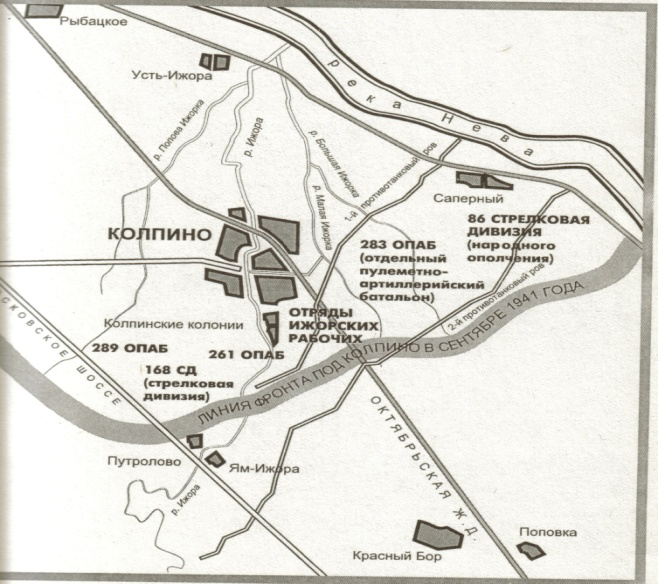 Рыбацкое
Усть-Ижора
река Нева
р. Попова Ижорка
р. Ижора
р. Большая Ижорка
р. Малая Ижорка
1-й противотанковый ров
Саперный
КОЛПИНО
283 ОПАБ
(отдельный
пулеметно-
артиллерийский
батальон)
86 СТРЕЛКОВАЯ
ДИВИЗИЯ
(народного
ополчения)
2-й противотанковый ров
ОТРЯДЫ
ИЖОРСКИХ
РАБОЧИХ
Колпинские колонии
289 ОПАБ
261 ОПАБ
168 СД
(стрелковая
дивизия)
СКОВСКОЕ ШОССЕ
ЛИНИЯ ФРОНТА ПОД КОЛПИНО В СЕНТЯБРЕ 1941 ГОДА
ОКТЯБРЬСКАЯ Ж.Д.
Путролово
Ям-Ижора
р. Ижора
Красный Бор
Поповка